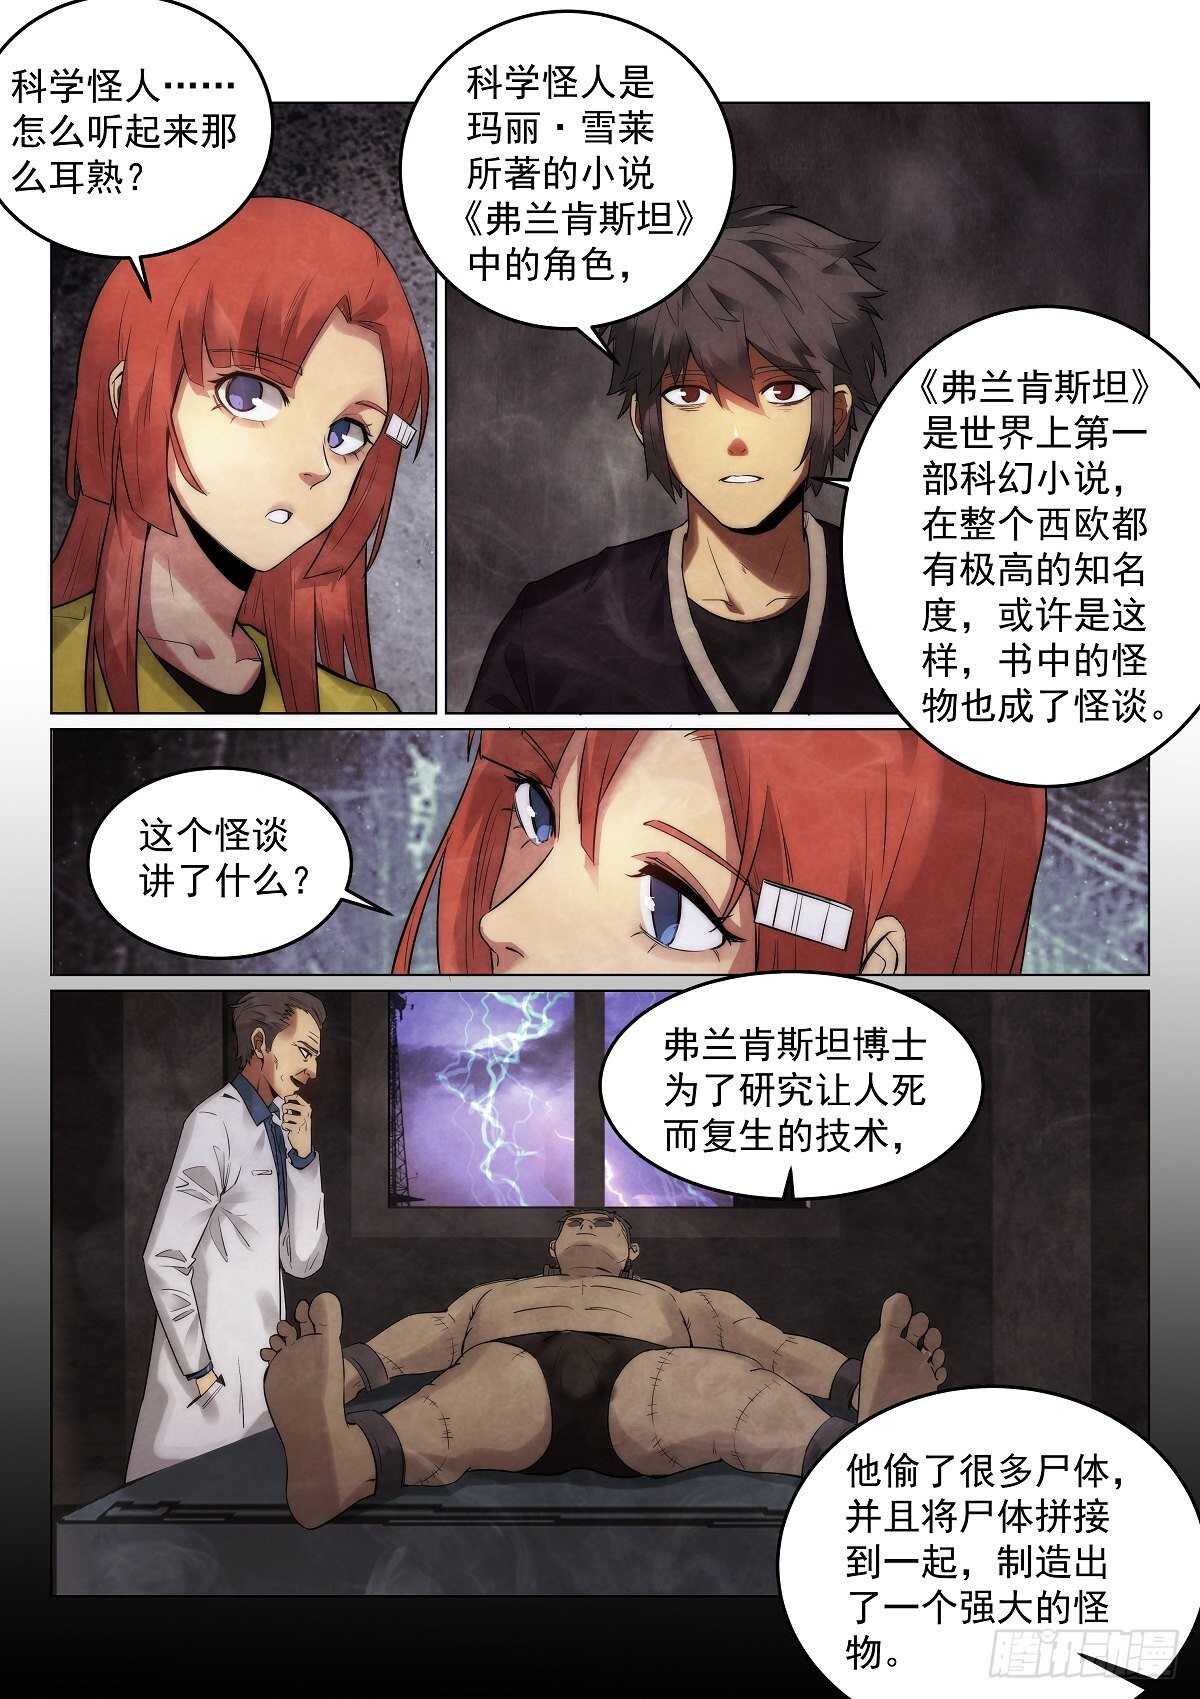 科学怪人……
怎么听起来那
么耳熟？
科学怪人是
玛丽·雪莱
所著的小说
《弗兰肯斯坦》
中的角色，
《弗兰肯斯坦》
是世界上第一
部科幻小说，
在整个西欧都
有极高的知名
度，或许是这
样，书中的怪
物也成了怪谈。
这个怪谈
讲了什么？
弗兰肯斯坦博士
为了研究让人死
而复生的技术，
他偷了很多尸体，
并且将尸体拼接
到一起，制造出
了一个强大的怪
物。
腾讯动漫